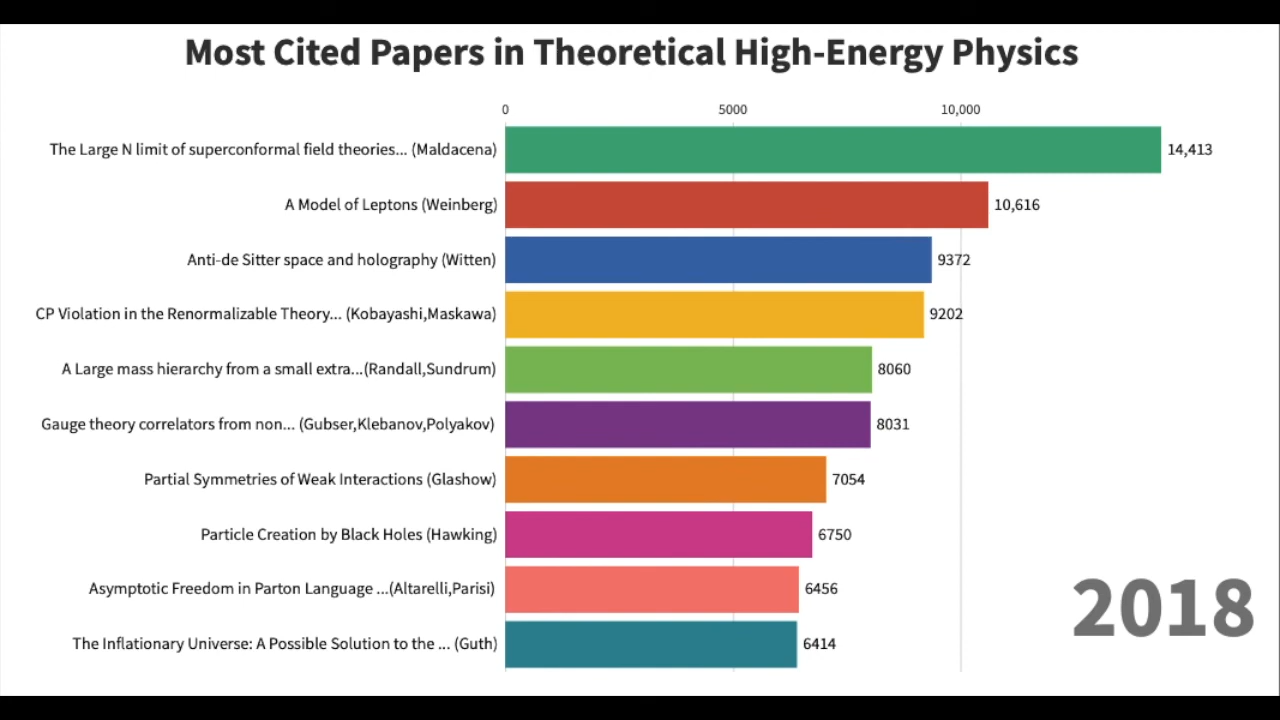 Most Cited Papers in Theoretical High-Energy Physics
0 5000 10,000
The Large N limit of superconformal field theories... (Maldacena) 14,413
A Model of Leptons (Weinberg) 10,616
Anti-de Sitter space and holography (Witten) 9372
CP Violation in the Renormalizable Theory... (Kobayashi,Maskawa) 9202
A Large mass hierarchy from a small extra...(Randall,Sundrum) 8060
Gauge theory correlators from non... (Gubser,Klebanov,Polyakov) 8031
Partial Symmetries of Weak Interactions (Glashow) 7054
Particle Creation by Black Holes (Hawking) 6750
Asymptotic Freedom in Parton Language ...(Altarelli,Parisi) 6456
The Inflationary Universe: A Possible Solution to the ... (Guth) 6414
2018